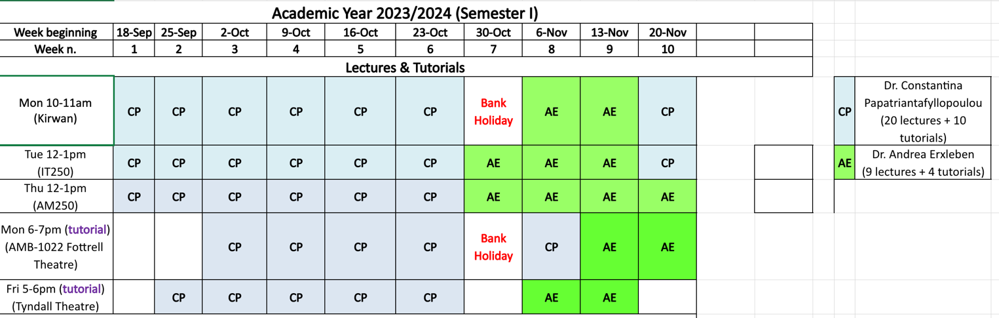 Academic Year 2023/2024 (Semester I)
Week beginning 18-Sep 25-Sep 2-Oct 9-Oct 16-Oct 23-Oct 30-Oct 6-Nov 13-Nov 20-Nov
Week n. 1 2 3 4 5 6 7 8 9 10
Lectures & Tutorials
Mon 10-11am
(Kirwan)
CP CP CP CP CP CP
Bank
Holiday
AE AE CP
Tue 12-1pm
(IT250)
CP CP CP CP CP CP AE AE AE CP
Thu 12-1pm
(AM250)
CP CP CP CP CP CP AE AE AE AE
Mon 6-7pm (tutorial)
(AMB-1022 Fottrell
Theatre)
CP CP CP CP
Bank
Holiday
CP AE AE
Fri 5-6pm (tutorial)
(Tyndall Theatre)
CP CP CP CP CP AE AE
CP
Dr. Constantina
Papatriantafyllopoulou
(20 lectures + 10
tutorials)
AE
Dr. Andrea Erxleben
(9 lectures + 4 tutorials)